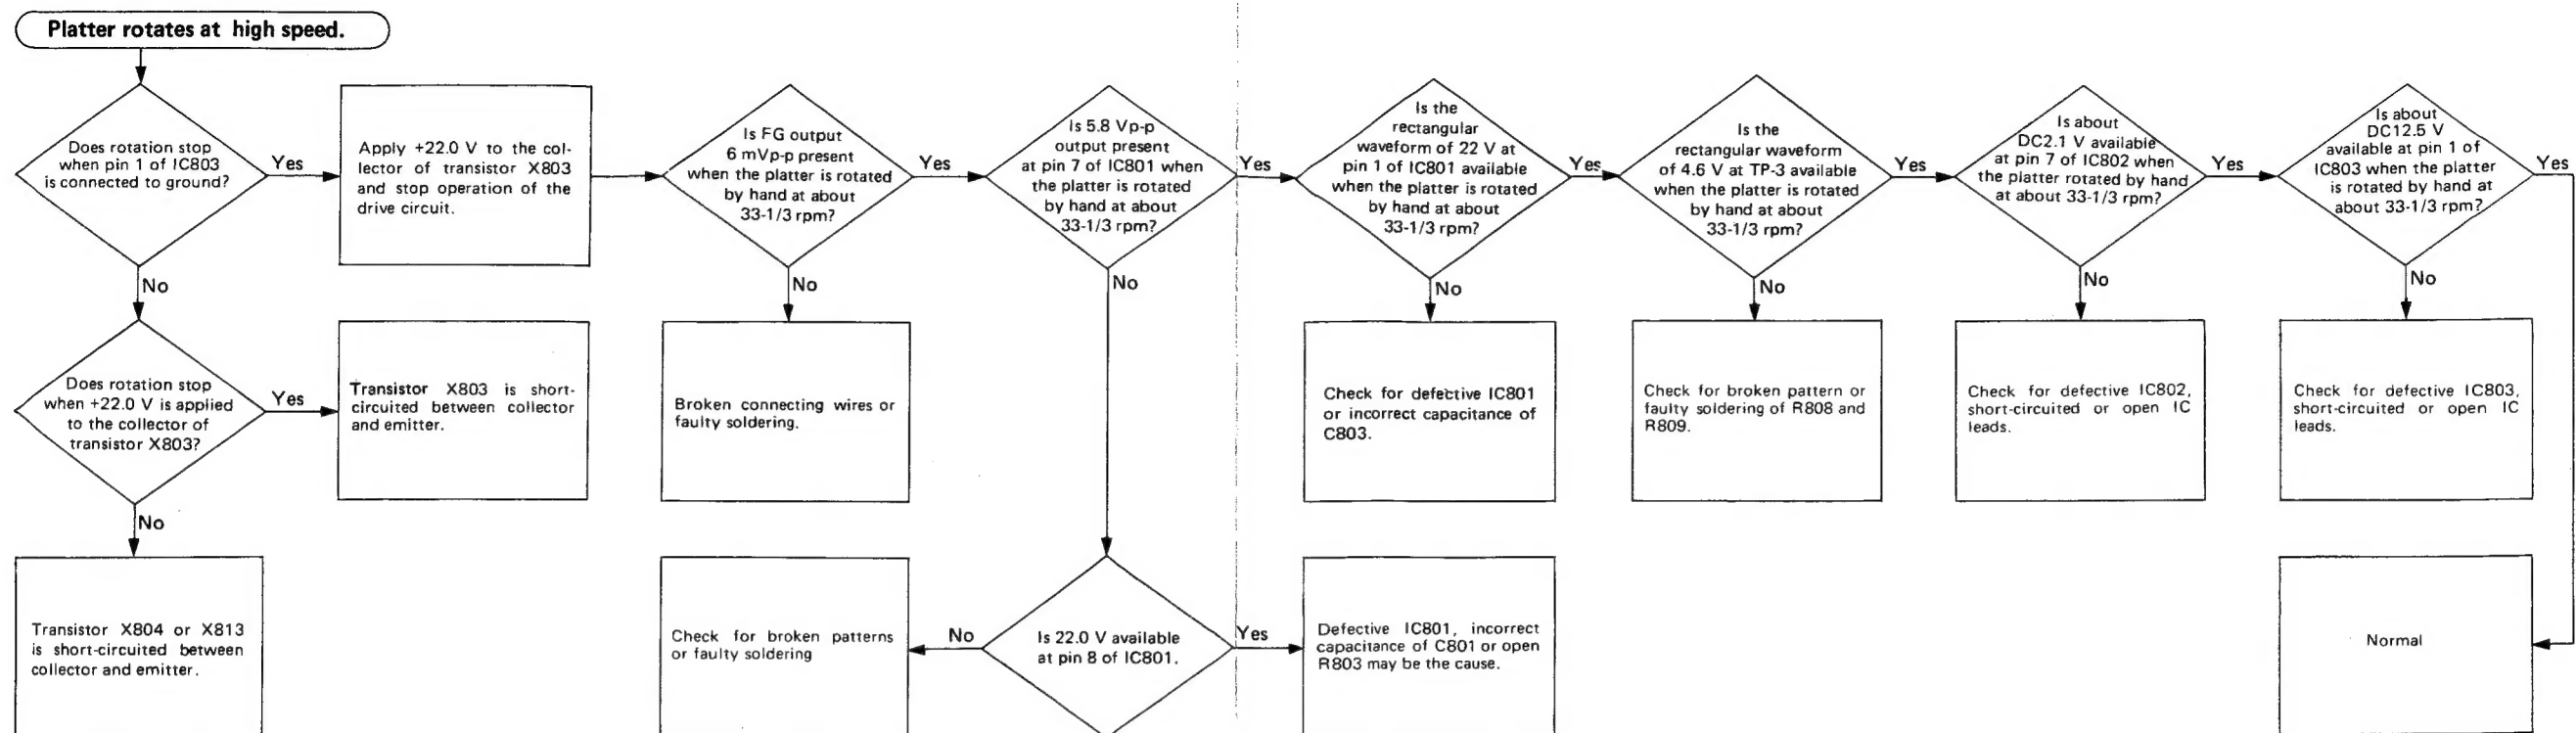 Platter rotates at high speed.
Does rotation stop
when pin 1 of IC803
is connected to ground?
Yes
No
Apply +22.0 V to the col-
lector of transistor X803
and stop operation of the
drive circuit.
Is FG output
6 mVp-p present
when the platter is rotated
by hand at about
33-1/3 rpm?
Yes
No
Is 5.8 Vp-p
output present
at pin 7 of IC801 when
the platter is rotated
by hand at about
33-1/3 rpm?
Yes
No
Is the
rectangular
waveform of 22 V at
pin 1 of IC801 available
when the platter is rotated
by hand at about
33-1/3 rpm?
Yes
No
Is the
rectangular waveform
of 4.6 V at TP-3 available
when the platter is rotated
by hand at about
33-1/3 rpm?
Yes
No
Is about
DC2.1 V available
at pin 7 of IC802 when
the platter rotated by hand
at about 33-1/3 rpm?
Yes
No
Is about
DC12.5 V
available at pin 1 of
IC803 when the platter
is rotated by hand at
about 33-1/3 rpm?
Yes
No
Does rotation stop
when +22.0 V is applied
to the collector of
transistor X803?
Yes
No
Transistor X803 is short-
circuited between collector
and emitter.
Broken connecting wires or
faulty soldering.
Check for defective IC801
or incorrect capacitance of
C803.
Check for broken pattern or
faulty soldering of R808 and
R809.
Check for defective IC802,
short-circuited or open IC
leads.
Check for defective IC803,
short-circuited or open IC
leads.
Transistor X804 or X813
is short-circuited between
collector and emitter.
Check for broken patterns
or faulty soldering
No
Is 22.0 V available
at pin 8 of IC801.
Yes
Defective IC801, incorrect
capacitance of C801 or open
R803 may be the cause.
Normal